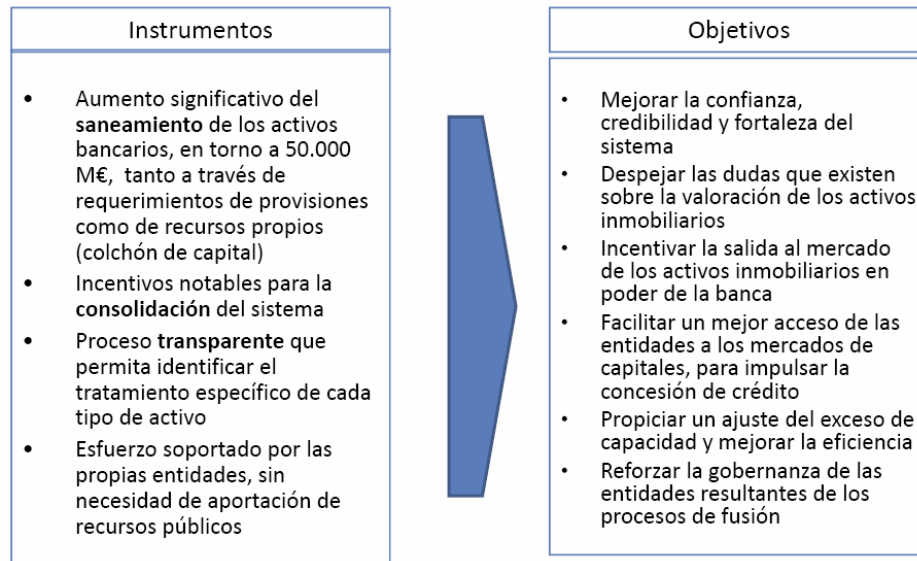 Instrumentos
• Aumento significativo del
saneamiento de los activos
bancarios, en torno a 50.000
M€, tanto a través de
requerimientos de provisiones
como de recursos propios
(colchón de capital)
• Incentivos notables para la
consolidación del sistema
• Proceso transparente que
permita identificar el
tratamiento específico de cada
tipo de activo
• Esfuerzo soportado por las
propias entidades, sin
necesidad de aportación de
recursos públicos
Objetivos
• Mejorar la confianza,
credibilidad y fortaleza del
sistema
• Despejar las dudas que existen
sobre la valoración de los activos
inmobiliarios
• Incentivar la salida al mercado
de los activos inmobiliarios en
poder de la banca
• Facilitar un mejor acceso de las
entidades a los mercados de
capitales, para impulsar la
concesión de crédito
• Propiciar un ajuste del exceso de
capacidad y mejorar la eficiencia
• Reforzar la gobernanza de las
entidades resultantes de los
procesos de fusión